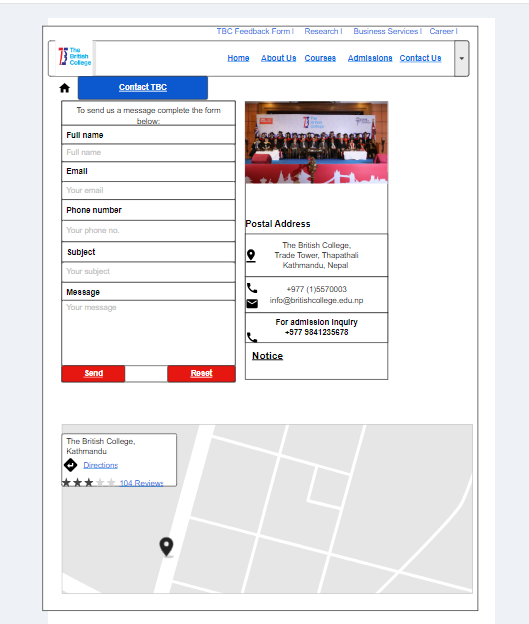 TBC Feedback Form I Research I Business Services I Career I
The
British
College
Home About Us Courses Admissions Contact Us
Contact TBC
To send us a message complete the form
below:
Full name
Full name
Email
Your email
Phone number
Your phone no.
Subject
Your subject
Message
Your message
Send Reset
The
British
College
Postal Address
The British College,
Trade Tower, Thapathali
Kathmandu, Nepal
+977 (1)5570003
info@britishcollege.edu.np
For admission inquiry
+977 9841235678
Notice
The British College,
Kathmandu
Directions
104 Reviews